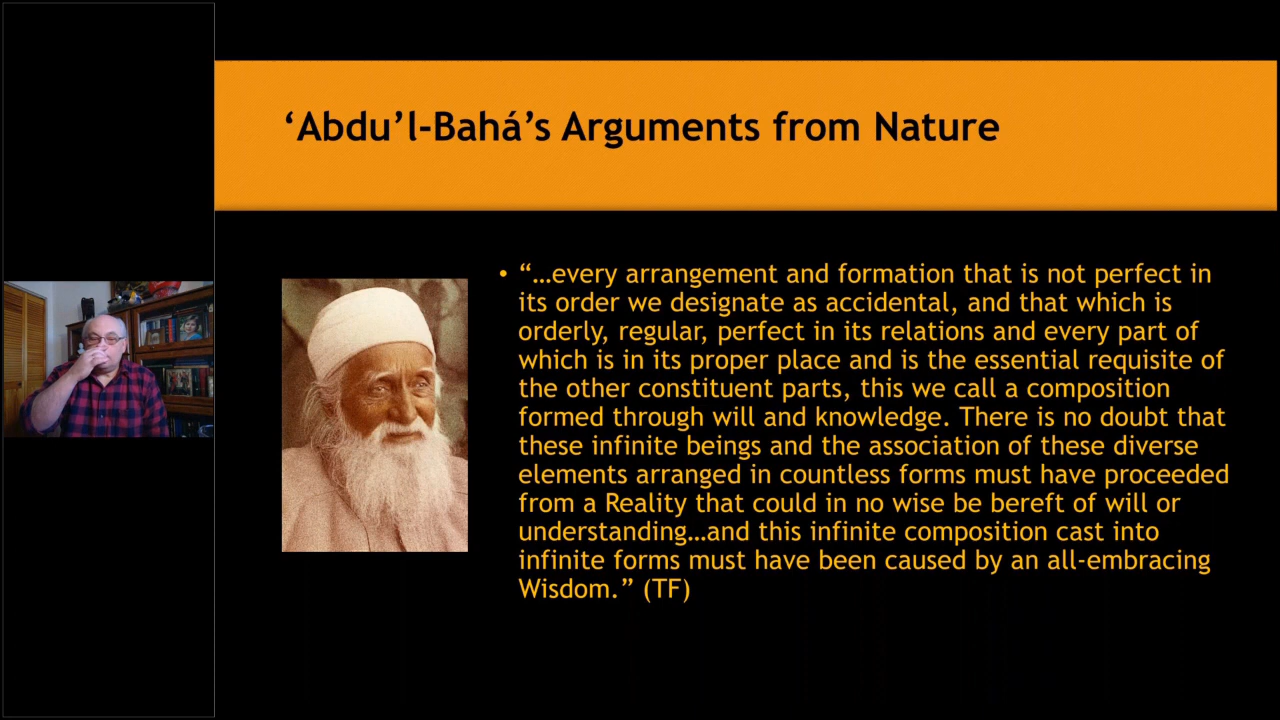 ‘Abdu’l-Bahá’s Arguments from Nature
• “…every arrangement and formation that is not perfect in
its order we designate as accidental, and that which is
orderly, regular, perfect in its relations and every part of
which is in its proper place and is the essential requisite of
the other constituent parts, this we call a composition
formed through will and knowledge. There is no doubt that
these infinite beings and the association of these diverse
elements arranged in countless forms must have proceeded
from a Reality that could in no wise be bereft of will or
understanding…and this infinite composition cast into
infinite forms must have been caused by an all-embracing
Wisdom.” (TF)